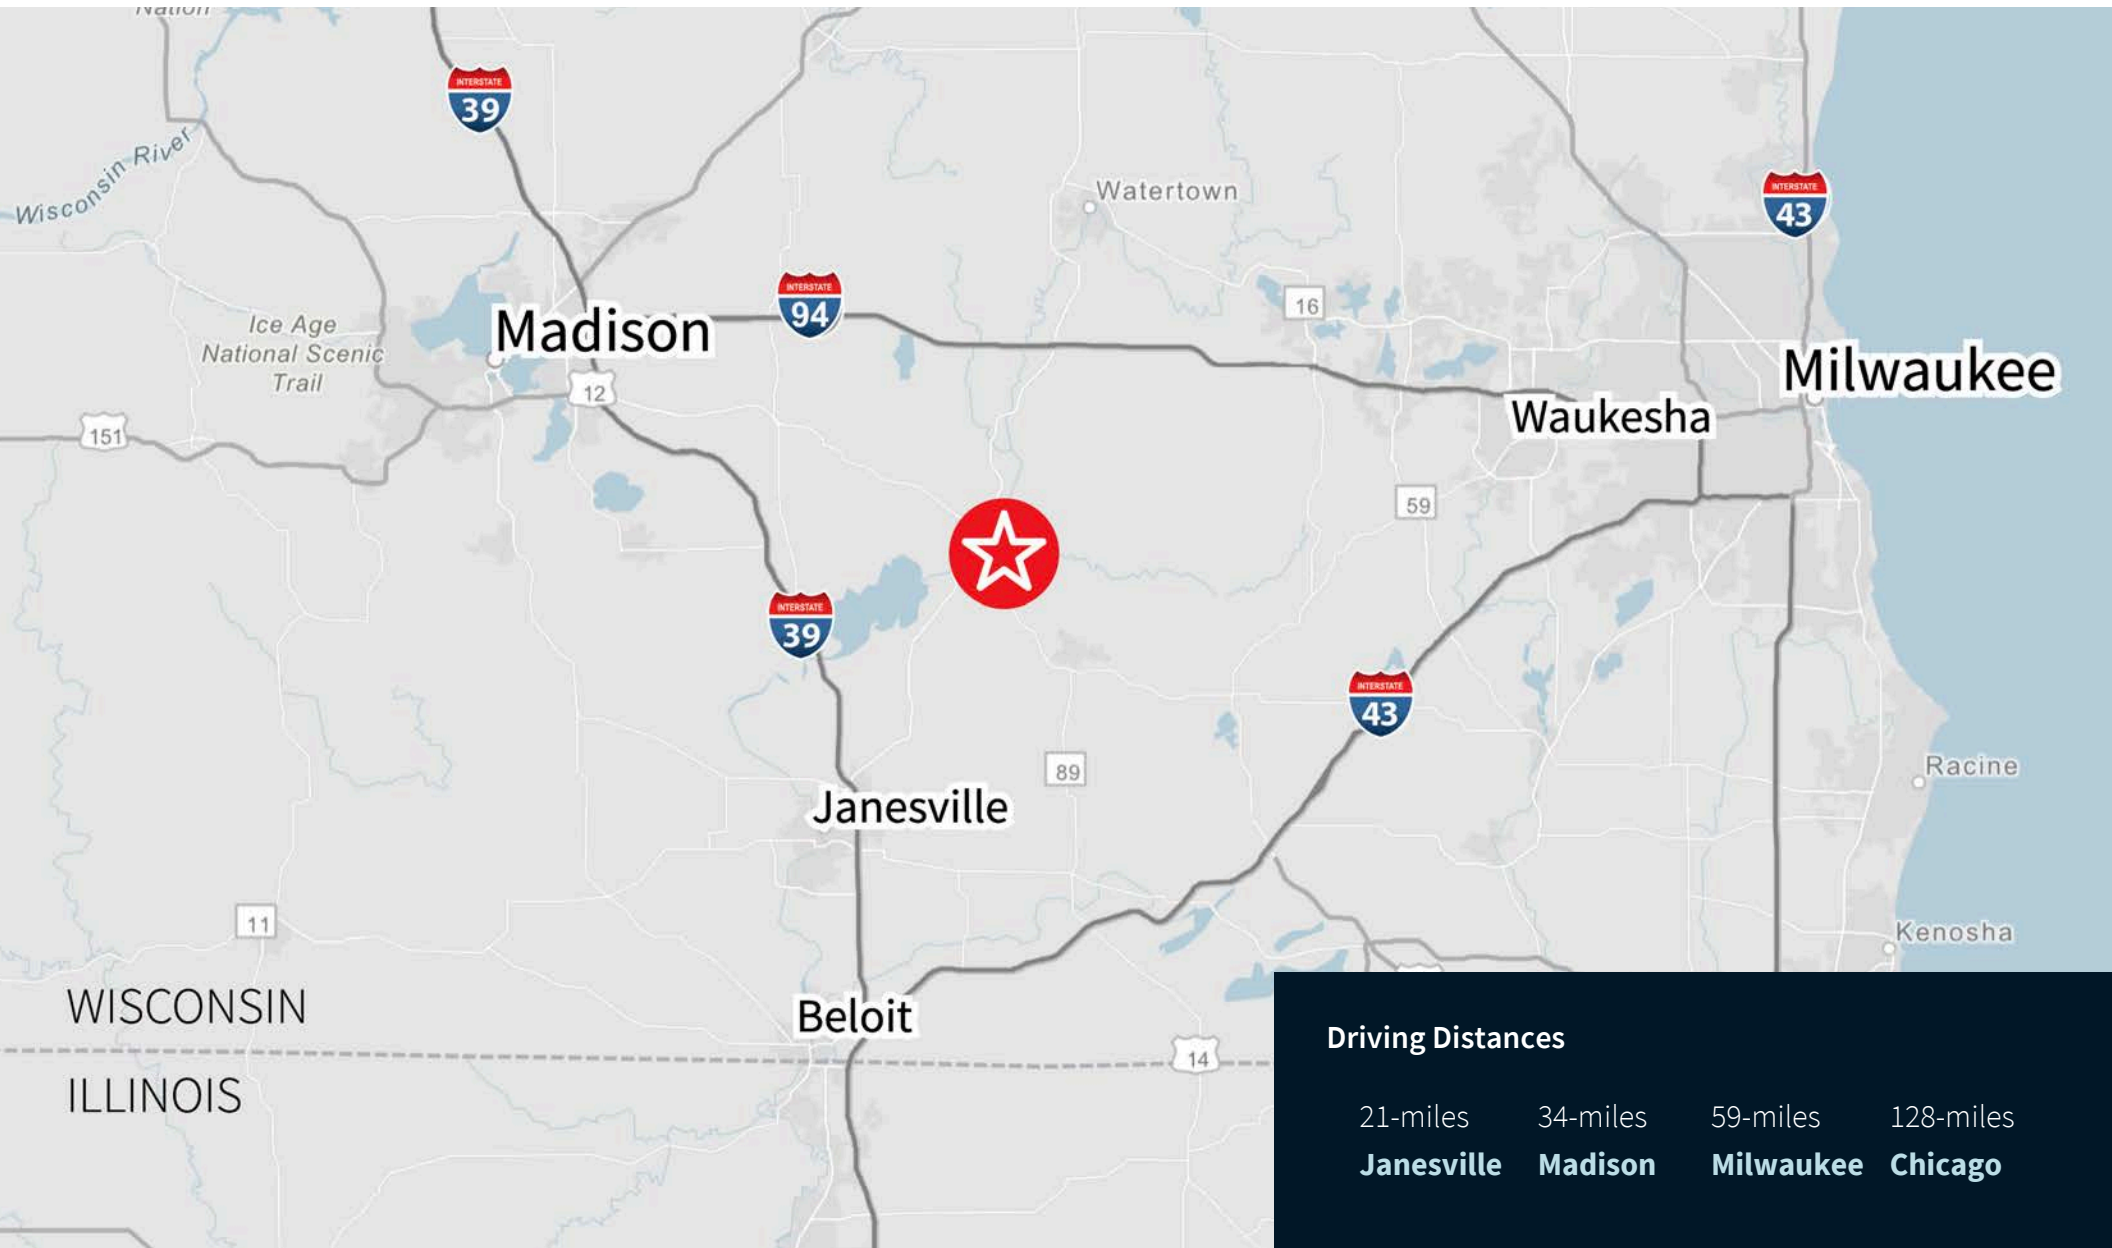 Nation
INTERSTATE
39
Wisconsin River
INTERSTATE
43
Watertown
INTERSTATE
94
16
Ice Age
National Scenic
Trail
Madison
12
Milwaukee
Waukesha
151
59
INTERSTATE
39
INTERSTATE
43
89
Racine
Janesville
11
Kenosha
WISCONSIN
Beloit
14
ILLINOIS
Driving Distances
21-miles 34-miles 59-miles 128-miles
Janesville Madison Milwaukee Chicago